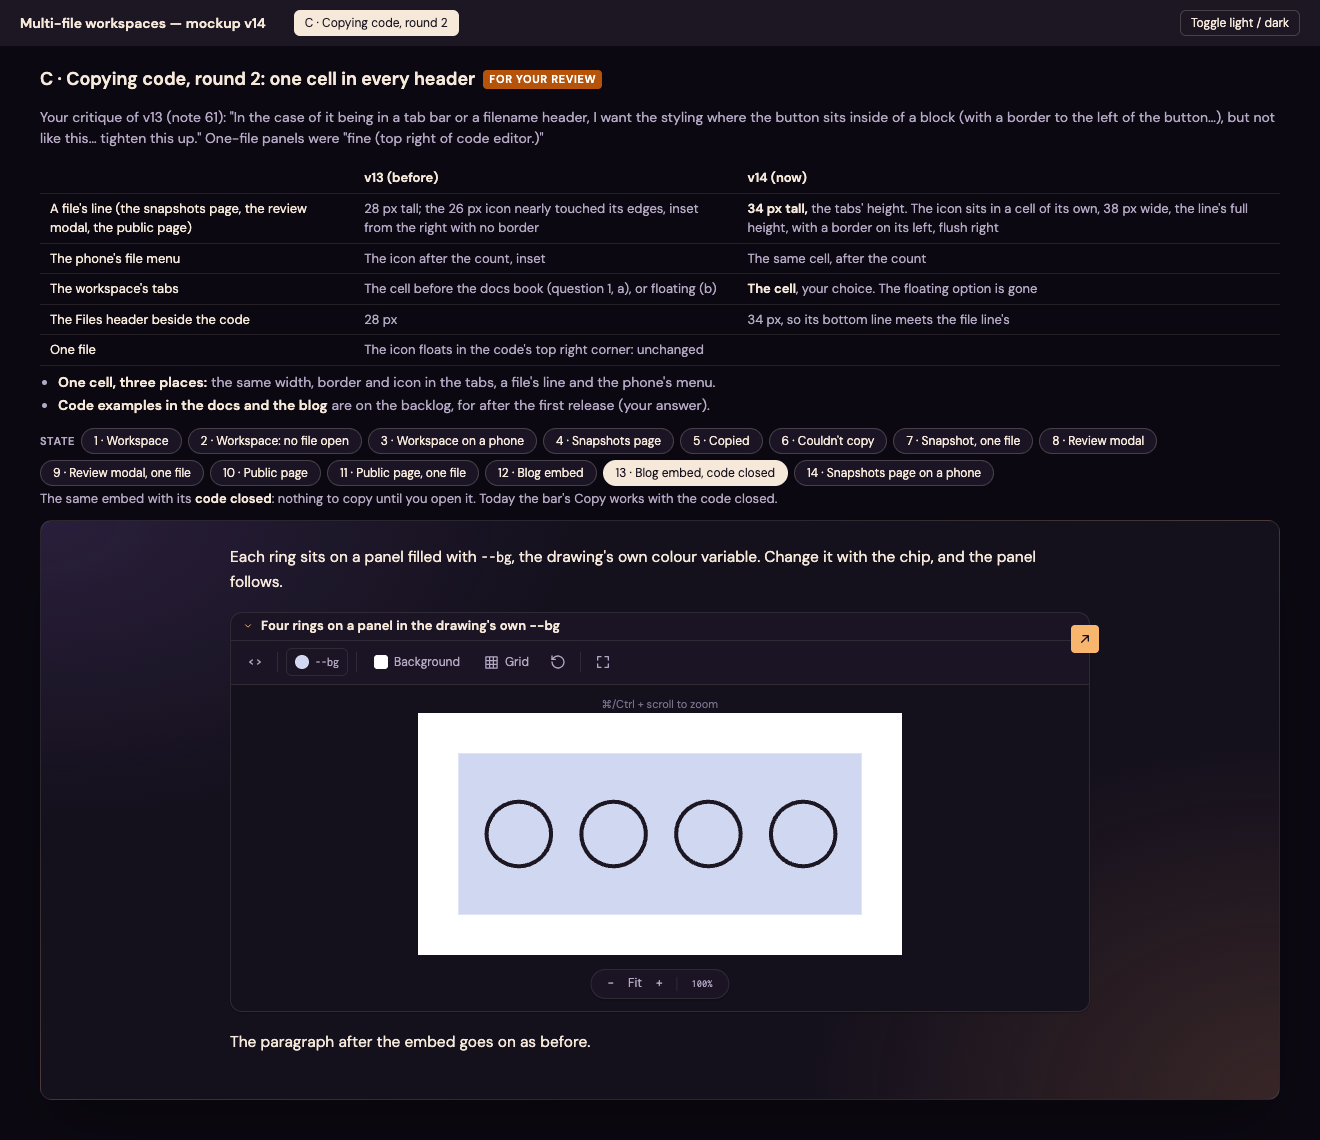 Multi-file workspaces — mockup v14
C · Copying code, round 2
Toggle light / dark
C · Copying code, round 2: one cell in every header
FOR YOUR REVIEW
Your critique of v13 (note 61): "In the case of it being in a tab bar or a filename header, I want the styling where the button sits inside of a block (with a border to the left of the button…), but not
like this… tighten this up." One-file panels were "fine (top right of code editor.)"
v13 (before)
v14 (now)
A file's line (the snapshots page, the review
modal, the public page)
28 px tall; the 26 px icon nearly touched its edges, inset
from the right with no border
34 px tall, the tabs' height. The icon sits in a cell of its own, 38 px wide, the line's full
height, with a border on its left, flush right
The phone's file menu
The icon after the count, inset
The same cell, after the count
The workspace's tabs
The cell before the docs book (question 1, a), or floating (b)
The cell, your choice. The floating option is gone
The Files header beside the code
28 px
34 px, so its bottom line meets the file line's
One file
The icon floats in the code's top right corner: unchanged
• One cell, three places: the same width, border and icon in the tabs, a file's line and the phone's menu.
• Code examples in the docs and the blog are on the backlog, for after the first release (your answer).
STATE
1 · Workspace
2 · Workspace: no file open
3 · Workspace on a phone
4 · Snapshots page
5 · Copied
6 · Couldn't copy
7 · Snapshot, one file
8 · Review modal
9 · Review modal, one file
10 · Public page
11 · Public page, one file
12 · Blog embed
13 · Blog embed, code closed
14 · Snapshots page on a phone
The same embed with its code closed: nothing to copy until you open it. Today the bar's Copy works with the code closed.
Each ring sits on a panel filled with --bg, the drawing's own colour variable. Change it with the chip, and the panel
follows.
Four rings on a panel in the drawing's own --bg
--bg
Background
Grid
⌘/Ctrl + scroll to zoom
− Fit + 100%
The paragraph after the embed goes on as before.